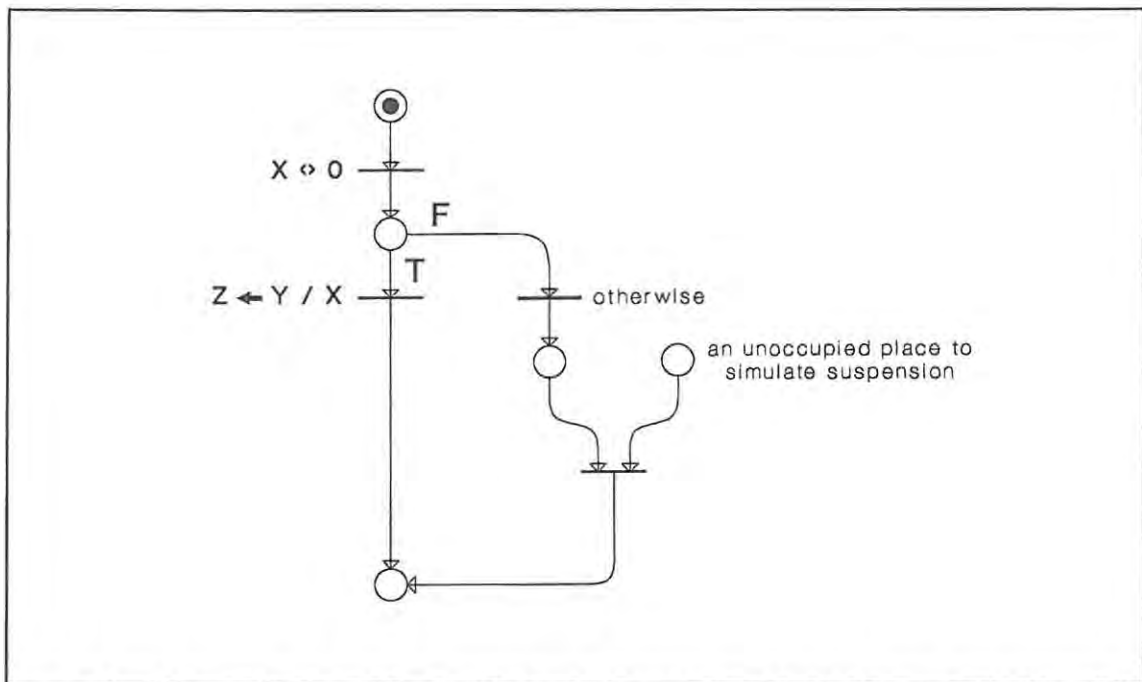 X <> 0
F
T
Z ← Y / X
otherwise
an unoccupied place to
simulate suspension